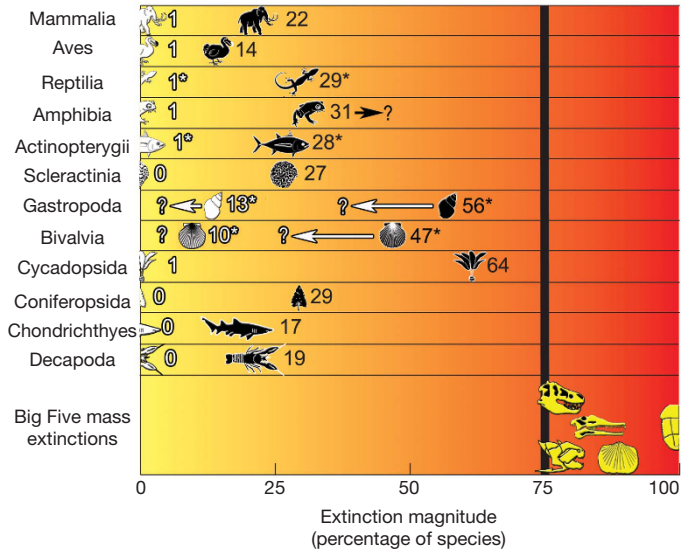 Mammalia 1 22
Aves 1 14
Reptilia 1* 29*
Amphibia 1 31 ?
Actinopterygii 1* 28*
Scleractinia 0 27
Gastropoda ? 13* ? 56*
Bivalvia ? 10* ? 47*
Cycadopsida 1 64
Coniferopsida 0 29
Chondrichthyes 0 17
Decapoda 0 19
Big Five mass
extinctions
0 25 50 75 100
Extinction magnitude
(percentage of species)